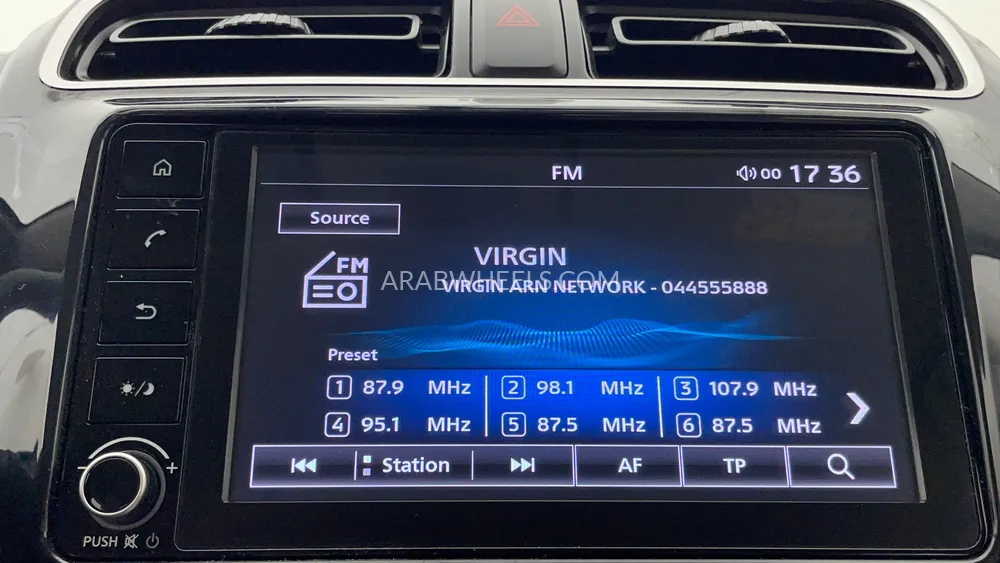 FM
00 17 36
Source
FM
VIRGIN
ARABWHEELS.COM
VIRGIN ARN NETWORK - 044555888
Preset
1 87.9 MHz 2 98.1 MHz 3 107.9 MHz
4 95.1 MHz 5 87.5 MHz 6 87.5 MHz
Station AF TP
- +
PUSH